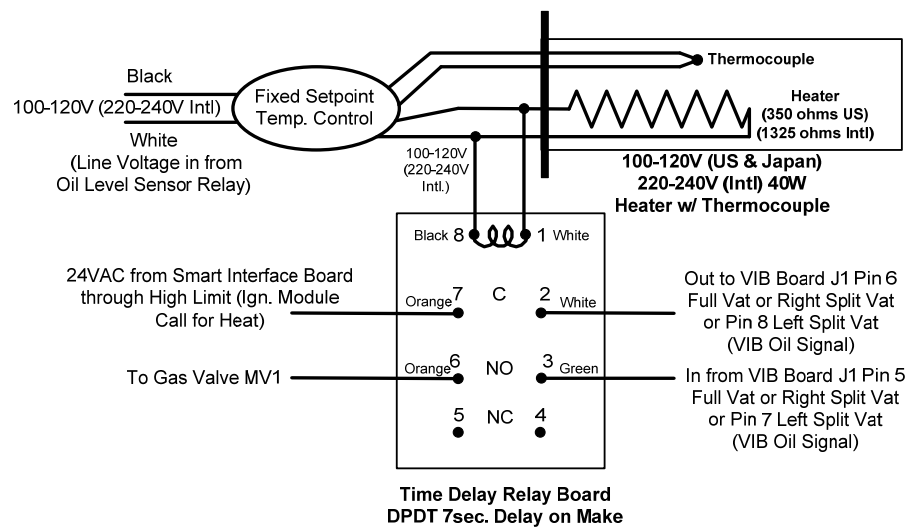 Black
100-120V (220-240V Intl)
White
(Line Voltage in from
Oil Level Sensor Relay)
Fixed Setpoint
Temp. Control
Thermocouple
Heater
(350 ohms US)
(1325 ohms Intl)
100-120V
(220-240V
Intl.)
100-120V (US & Japan)
220-240V (Intl) 40W
Heater w/ Thermocouple
Black 8 1 White
24VAC from Smart Interface Board
through High Limit (Ign. Module
Call for Heat)
Orange 7 C 2 White
Out to VIB Board J1 Pin 6
Full Vat or Right Split Vat
or Pin 8 Left Split Vat
(VIB Oil Signal)
To Gas Valve MV1
Orange 6 NO 3 Green
In from VIB Board J1 Pin 5
Full Vat or Right Split Vat
or Pin 7 Left Split Vat
(VIB Oil Signal)
5 NC 4
Time Delay Relay Board
DPDT 7sec. Delay on Make